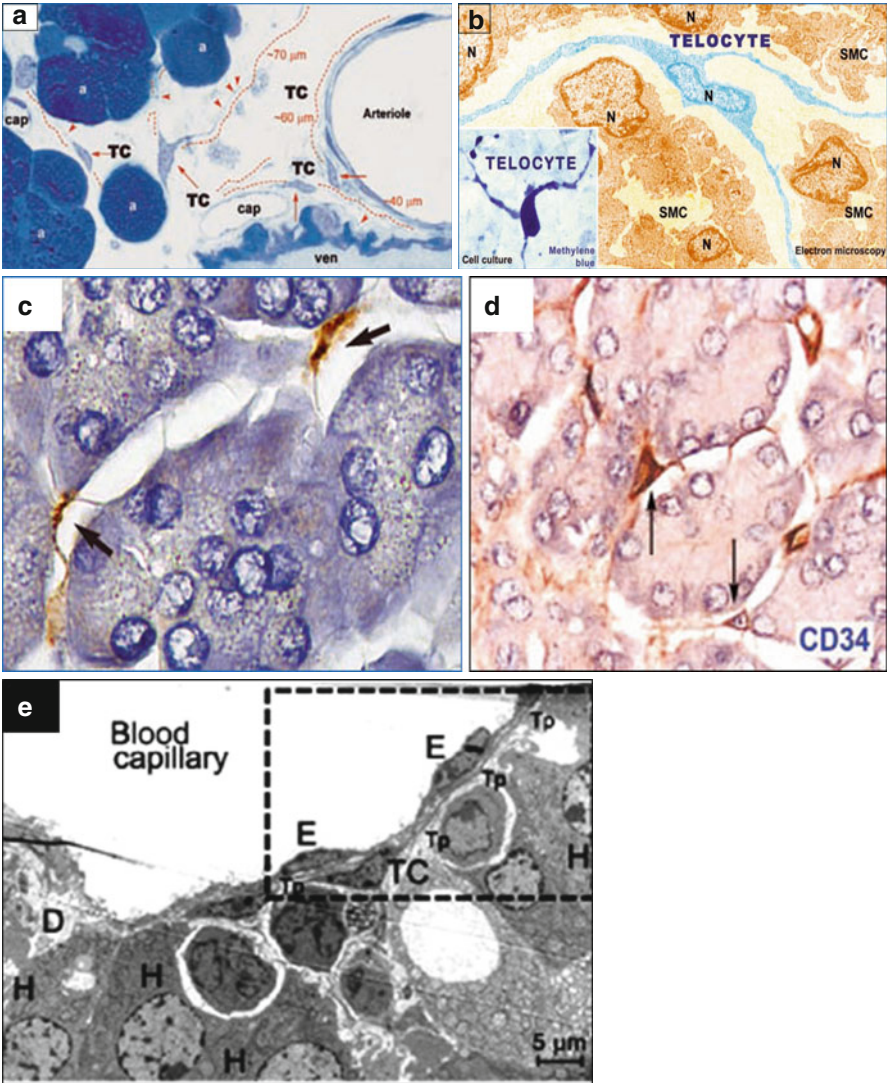 a
a
a
~70 µm
TC
a
~60 µm
cap
TC
Arteriole
TC
TC
a
a
cap
~40 µm
ven
b
N
TELOCYTE
N
SMC
N
N
N
TELOCYTE
SMC
SMC
N
Cell culture
Methylene
blue
Electron microscopy
c
d
CD34
e
Blood
capillary
Tp
E
Tp
E
Tp
H
TC
Tp
D
H
H
H
5 µm